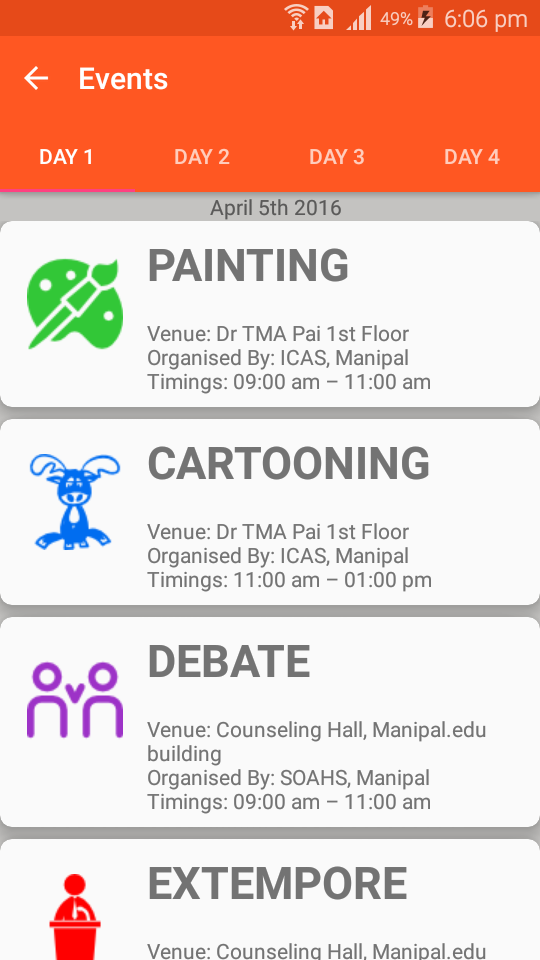 49% 6:06 pm
Events
DAY 1 DAY 2 DAY 3 DAY 4
April 5th 2016
PAINTING
Venue: Dr TMA Pai 1st Floor
Organised By: ICAS, Manipal
Timings: 09:00 am – 11:00 am
CARTOONING
Venue: Dr TMA Pai 1st Floor
Organised By: ICAS, Manipal
Timings: 11:00 am – 01:00 pm
DEBATE
Venue: Counseling Hall, Manipal.edu
building
Organised By: SOAHS, Manipal
Timings: 09:00 am – 11:00 am
EXTEMPORE
Venue: Counseling Hall, Manipal.edu